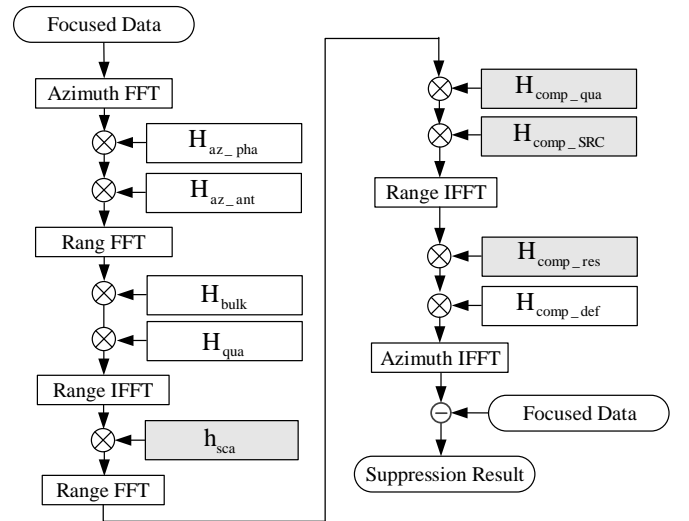 Focused Data
Azimuth FFT
H_az_pha
H_az_ant
Rang FFT
H_bulk
H_qua
Range IFFT
h_sca
Range FFT
H_comp_qua
H_comp_SRC
Range IFFT
H_comp_res
H_comp_def
Azimuth IFFT
Focused Data
Suppression Result